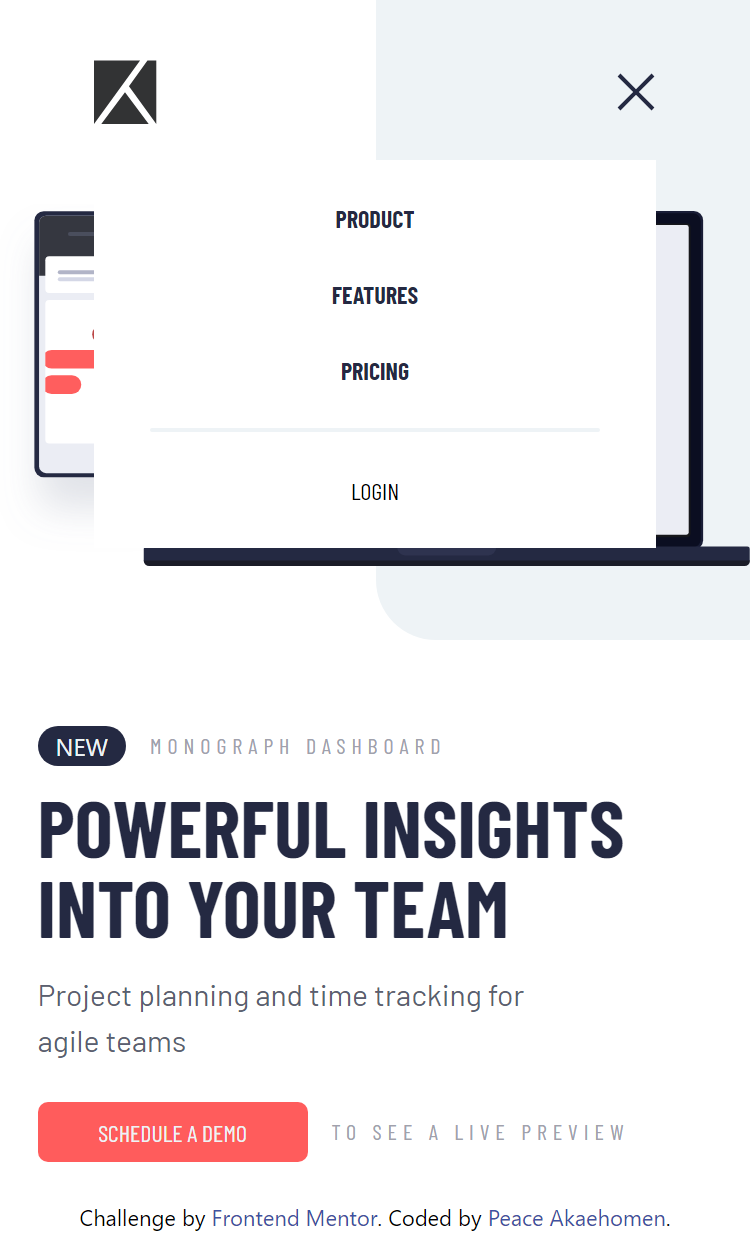 PRODUCT
FEATURES
PRICING
LOGIN
NEW MONOGRAPH DASHBOARD
POWERFUL INSIGHTS
INTO YOUR TEAM
Project planning and time tracking for
agile teams
SCHEDULE A DEMO TO SEE A LIVE PREVIEW
Challenge by Frontend Mentor. Coded by Peace Akaehomen.